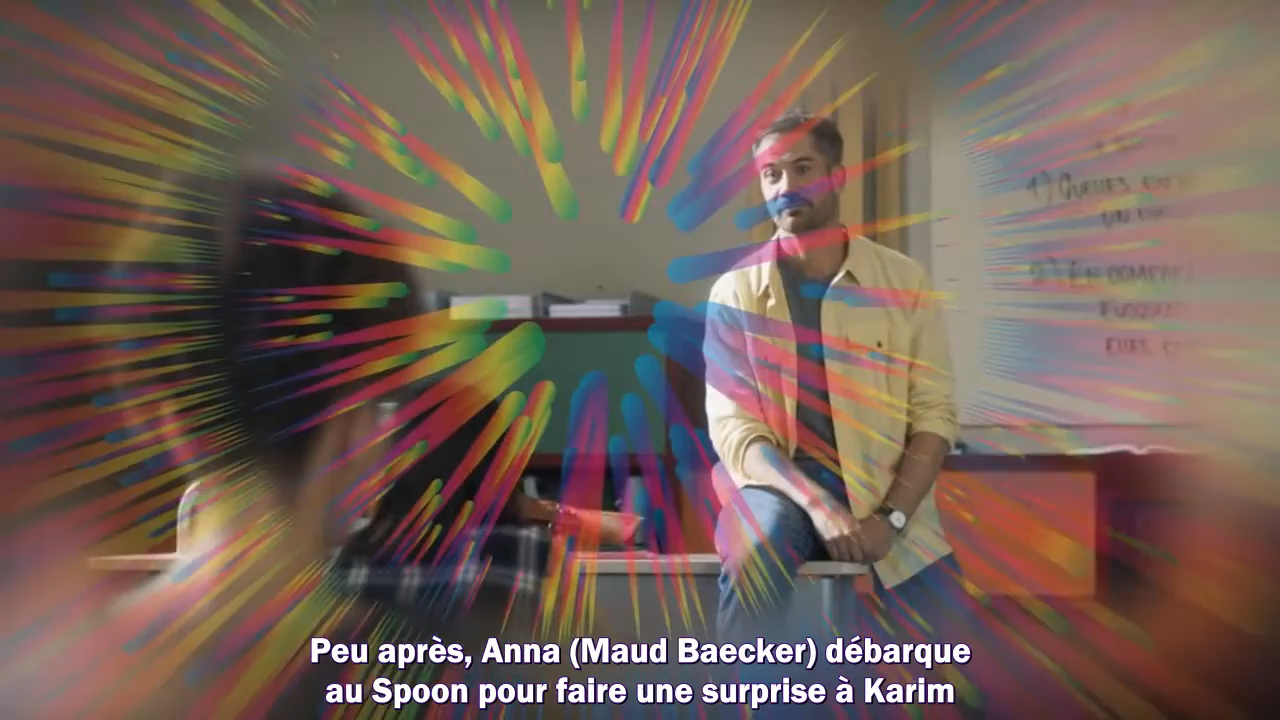 Peu après, Anna (Maud Baecker) débarque
au Spoon pour faire une surprise à Karim